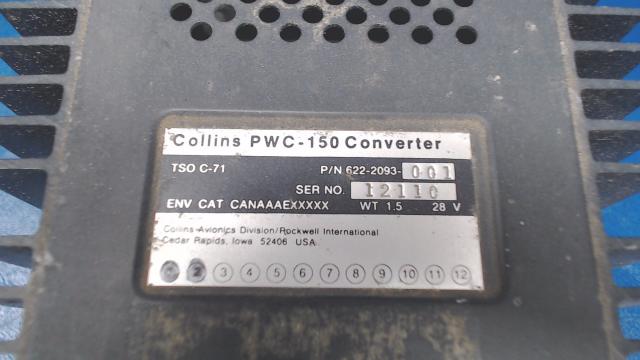 Collins PWC-150 Converter
TSO C-71 P/N 622-2093-001
SER NO. 12110
ENV CAT CANAAAEXXXXX WT 1.5 28 V
Collins Avionics Division/Rockwell International
Cedar Rapids, Iowa 52406 USA
1 2 3 4 5 6 7 8 9 10 11 12